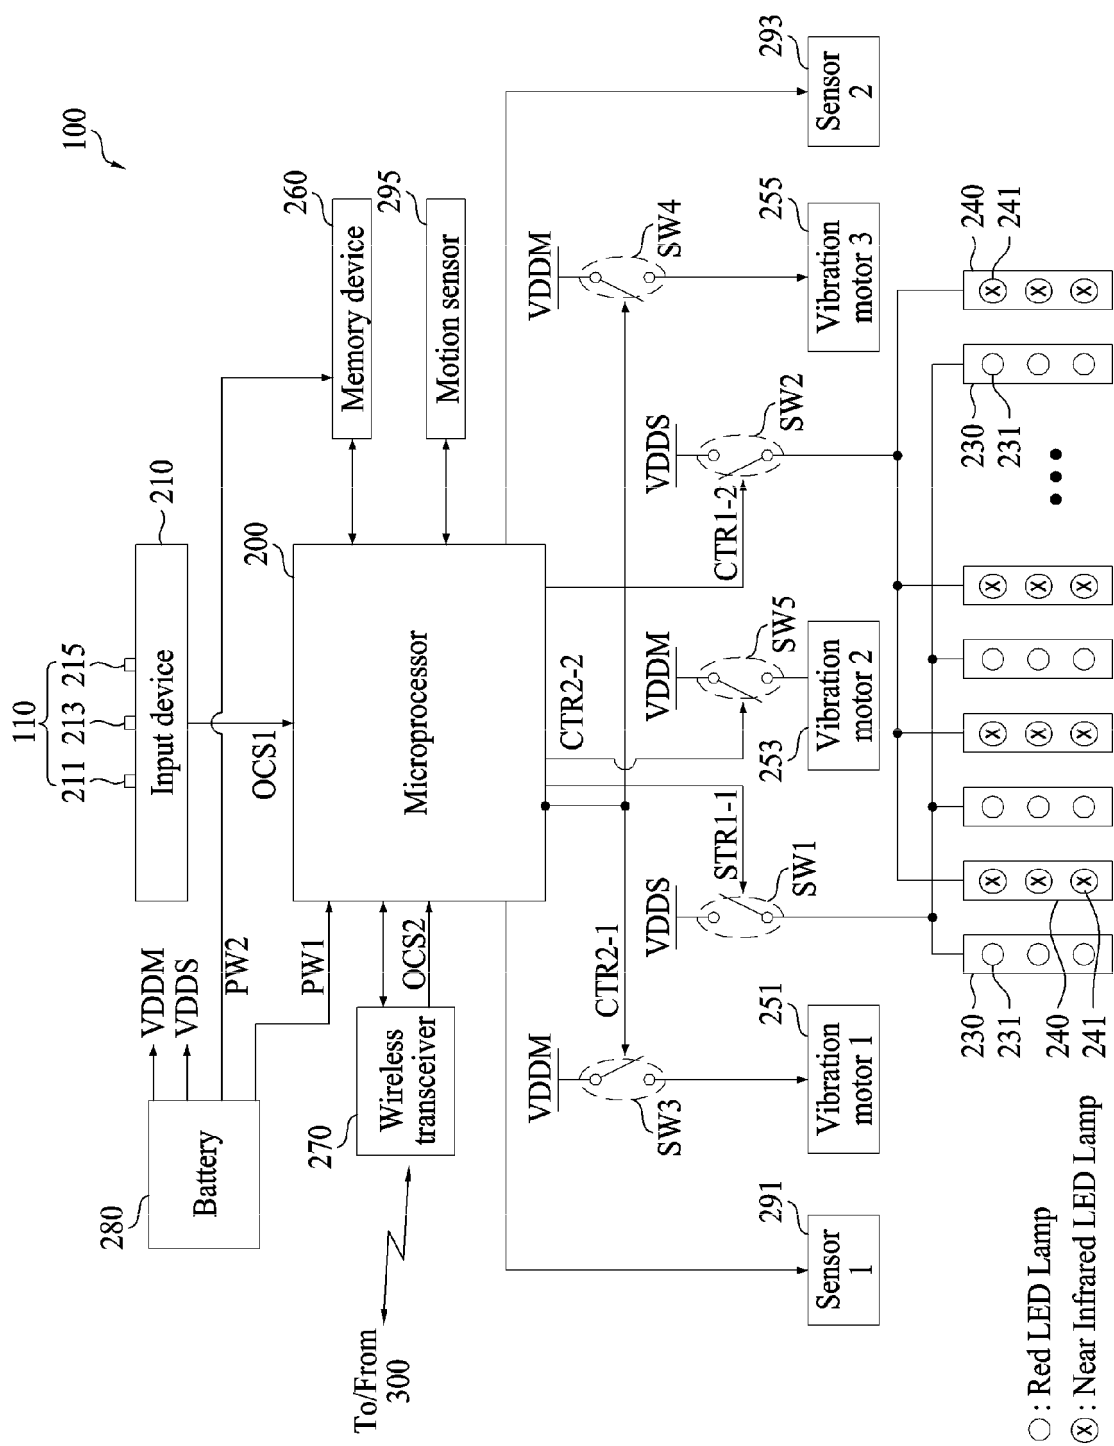 100
110
211
213
215
210
Input device
OCS1
280
Battery
VDDM
VDDS
PW2
PW1
200
Microprocessor
260
Memory device
295
Motion sensor
To/From
300
270
Wireless
transceiver
OCS2
CTR2-2
CTR2-1
STR1-1
CTR1-2
VDDM
SW3
VDDS
SW1
VDDM
SW5
VDDS
SW2
VDDM
SW4
291
Sensor
1
251
Vibration
motor 1
253
Vibration
motor 2
255
Vibration
motor 3
293
Sensor
2
230
231
240
241
230
231
240
241
X X X
X X X
X X X
X X X
: Red LED Lamp
X : Near Infrared LED Lamp